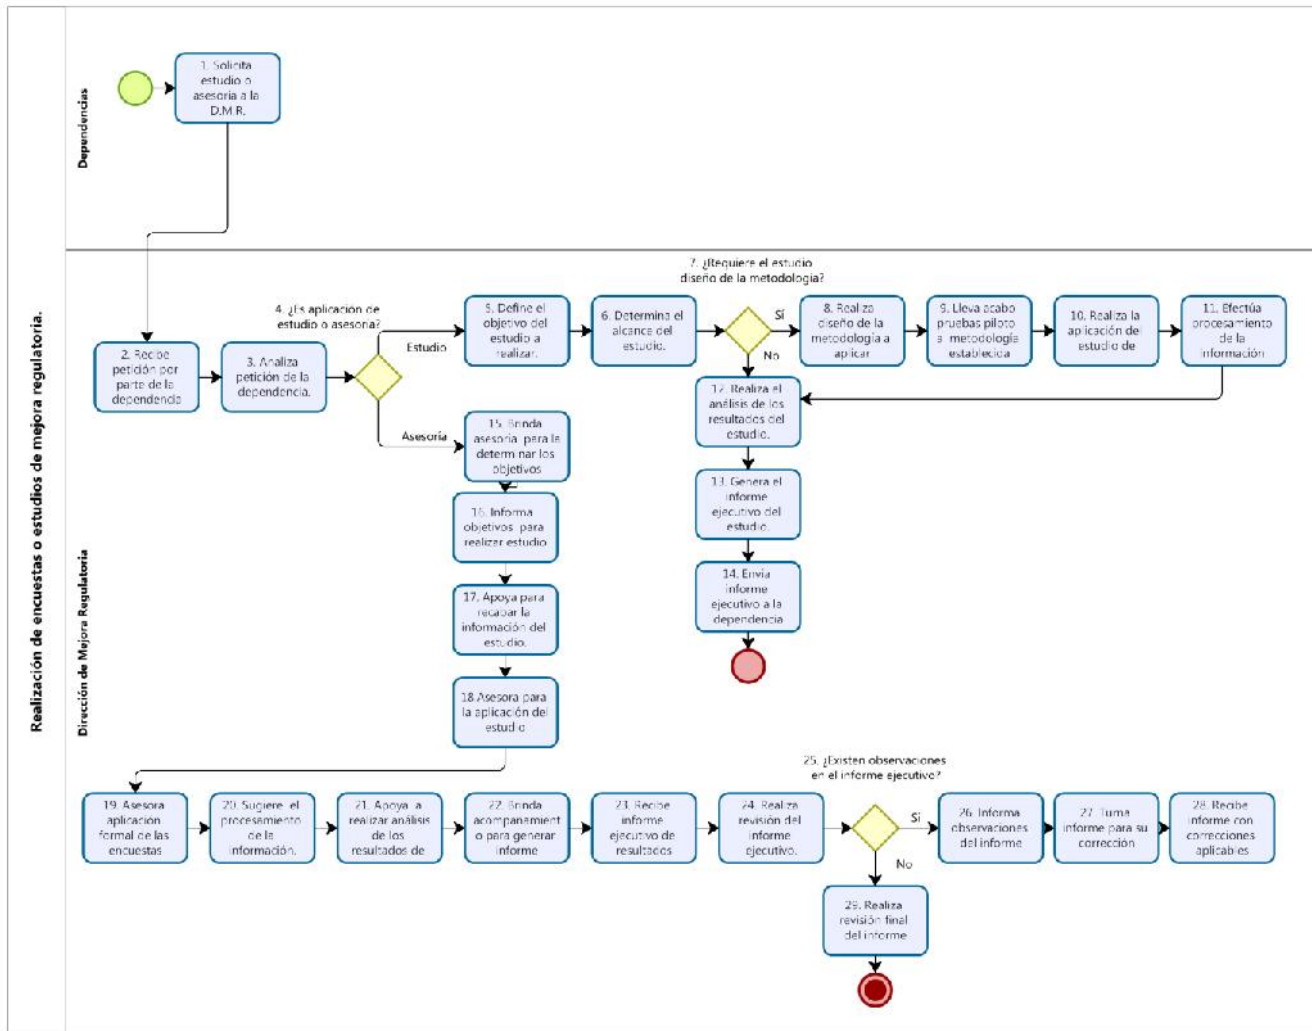 Realización de encuestas o estudios de mejora regulatoria.
Dependencias
1. Solicita
estudio o
asesoría a la
D.M.R.
Dirección de Mejora Regulatoria
2. Recibe
petición por
parte de la
dependencia
3. Analiza
petición de la
dependencia.
4. ¿Es aplicación de
estudio o asesoria?
Estudio
Asesoría
5. Define el
objetivo del
estudio a
realizar.
6. Determina el
alcance del
estudio.
7. ¿Requiere el estudio
diseño de la metodología?
Sí
No
8. Realiza
diseño de la
metodología a
aplicar
9. Lleva acabo
pruebas piloto
a metodología
establecida
10. Realiza la
aplicación del
estudio de
11. Efectúa
procesamiento
de la
información
12. Realiza el
análisis de los
resultados del
estudio.
13. Genera el
informe
ejecutivo del
estudio.
14. Envía
informe
ejecutivo a la
dependencia
15. Brinda
asesoria para la
determinar los
objetivos
16. Informa
objetivos para
realizar estudio
17. Apoya para
recabar la
información del
estudio.
18.Asesora para
la aplicación del
estudio
19. Asesora
aplicación
formal de las
encuestas
20. Sugiere el
procesamiento
de la
información.
21. Apoya a
realizar análisis
de los
resultados de
22. Brinda
acompanamient
o para generar
informe
23. Recibe
informe
ejecutivo de
resultados
24. Realiza
revisión del
informe
ejecutivo.
25. ¿Existen observaciones
en el informe ejecutivo?
Sí
No
26. Informa
observaciones
del informe
27. Turna
informe para su
corrección
28. Recibe
informe con
correcciones
aplicables
29. Realiza
revisión final
del informe